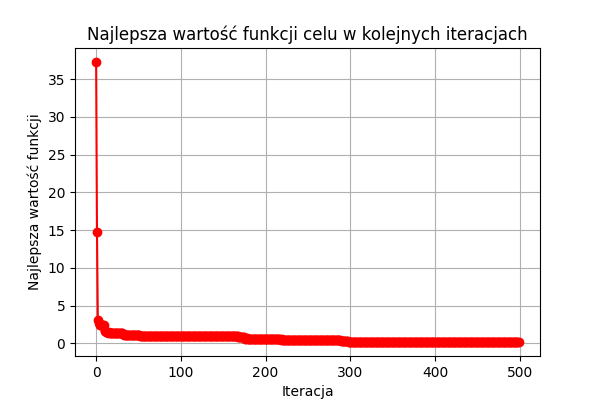 Najlepsza wartość funkcji celu w kolejnych iteracjach
Najlepsza wartość funkcji
35
30
25
20
15
10
5
0
0 100 200 300 400 500
Iteracja